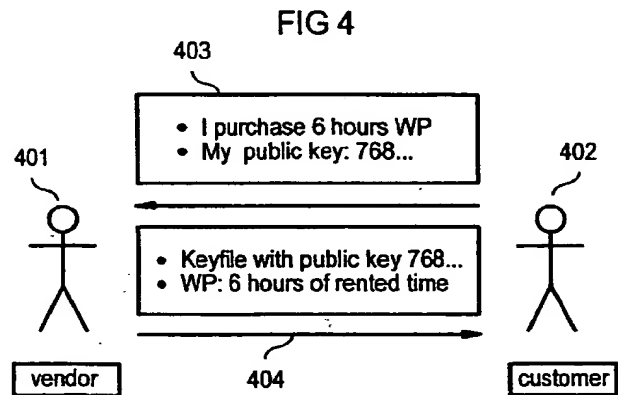 FIG 4
403
• I purchase 6 hours WP
• My public key: 768...
401
402
• Keyfile with public key 768...
• WP: 6 hours of rented time
404
vendor
customer